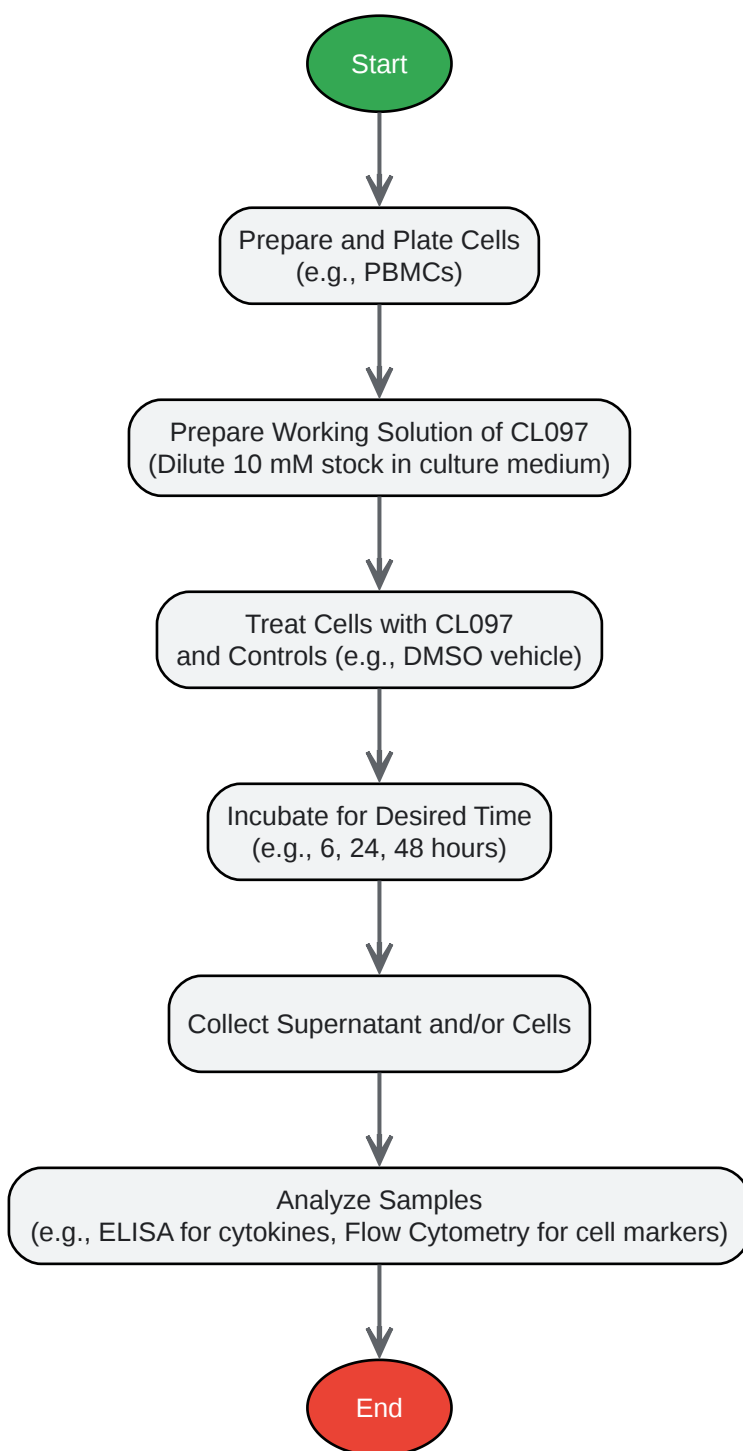 Start
Prepare and Plate Cells
(e.g., PBMCs)
Prepare Working Solution of CL097
(Dilute 10 mM stock in culture medium)
Treat Cells with CL097
and Controls (e.g., DMSO vehicle)
Incubate for Desired Time
(e.g., 6, 24, 48 hours)
Collect Supernatant and/or Cells
Analyze Samples
(e.g., ELISA for cytokines, Flow Cytometry for cell markers)
End